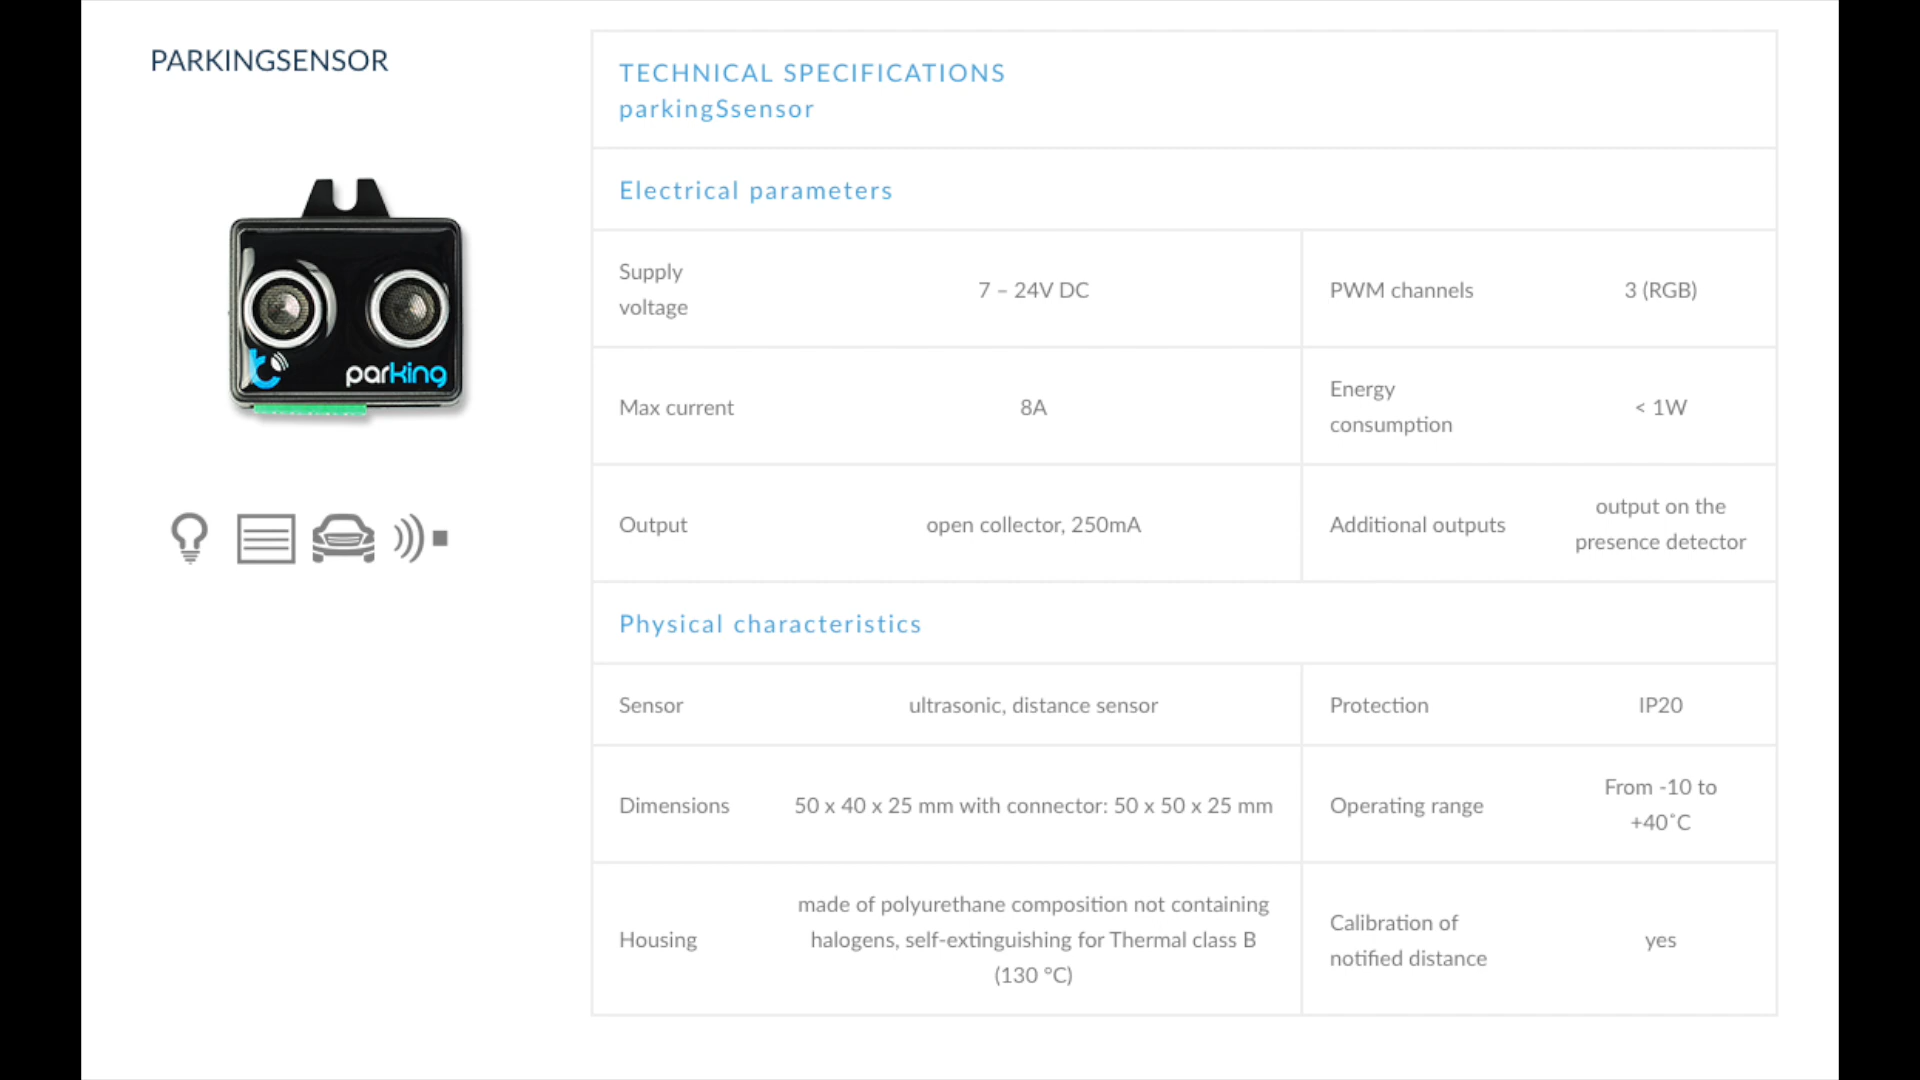 PARKINGSENSOR
parking
TECHNICAL SPECIFICATIONS
parkingSsensor
Electrical parameters
Supply
voltage
7 – 24V DC
PWM channels
3 (RGB)
Max current
8A
Energy
consumption
< 1W
Output
open collector, 250mA
Additional outputs
output on the
presence detector
Physical characteristics
Sensor
ultrasonic, distance sensor
Protection
IP20
Dimensions
50 x 40 x 25 mm with connector: 50 x 50 x 25 mm
Operating range
From -10 to
+40˚C
Housing
made of polyurethane composition not containing
halogens, self-extinguishing for Thermal class B
(130 °C)
Calibration of
notified distance
yes